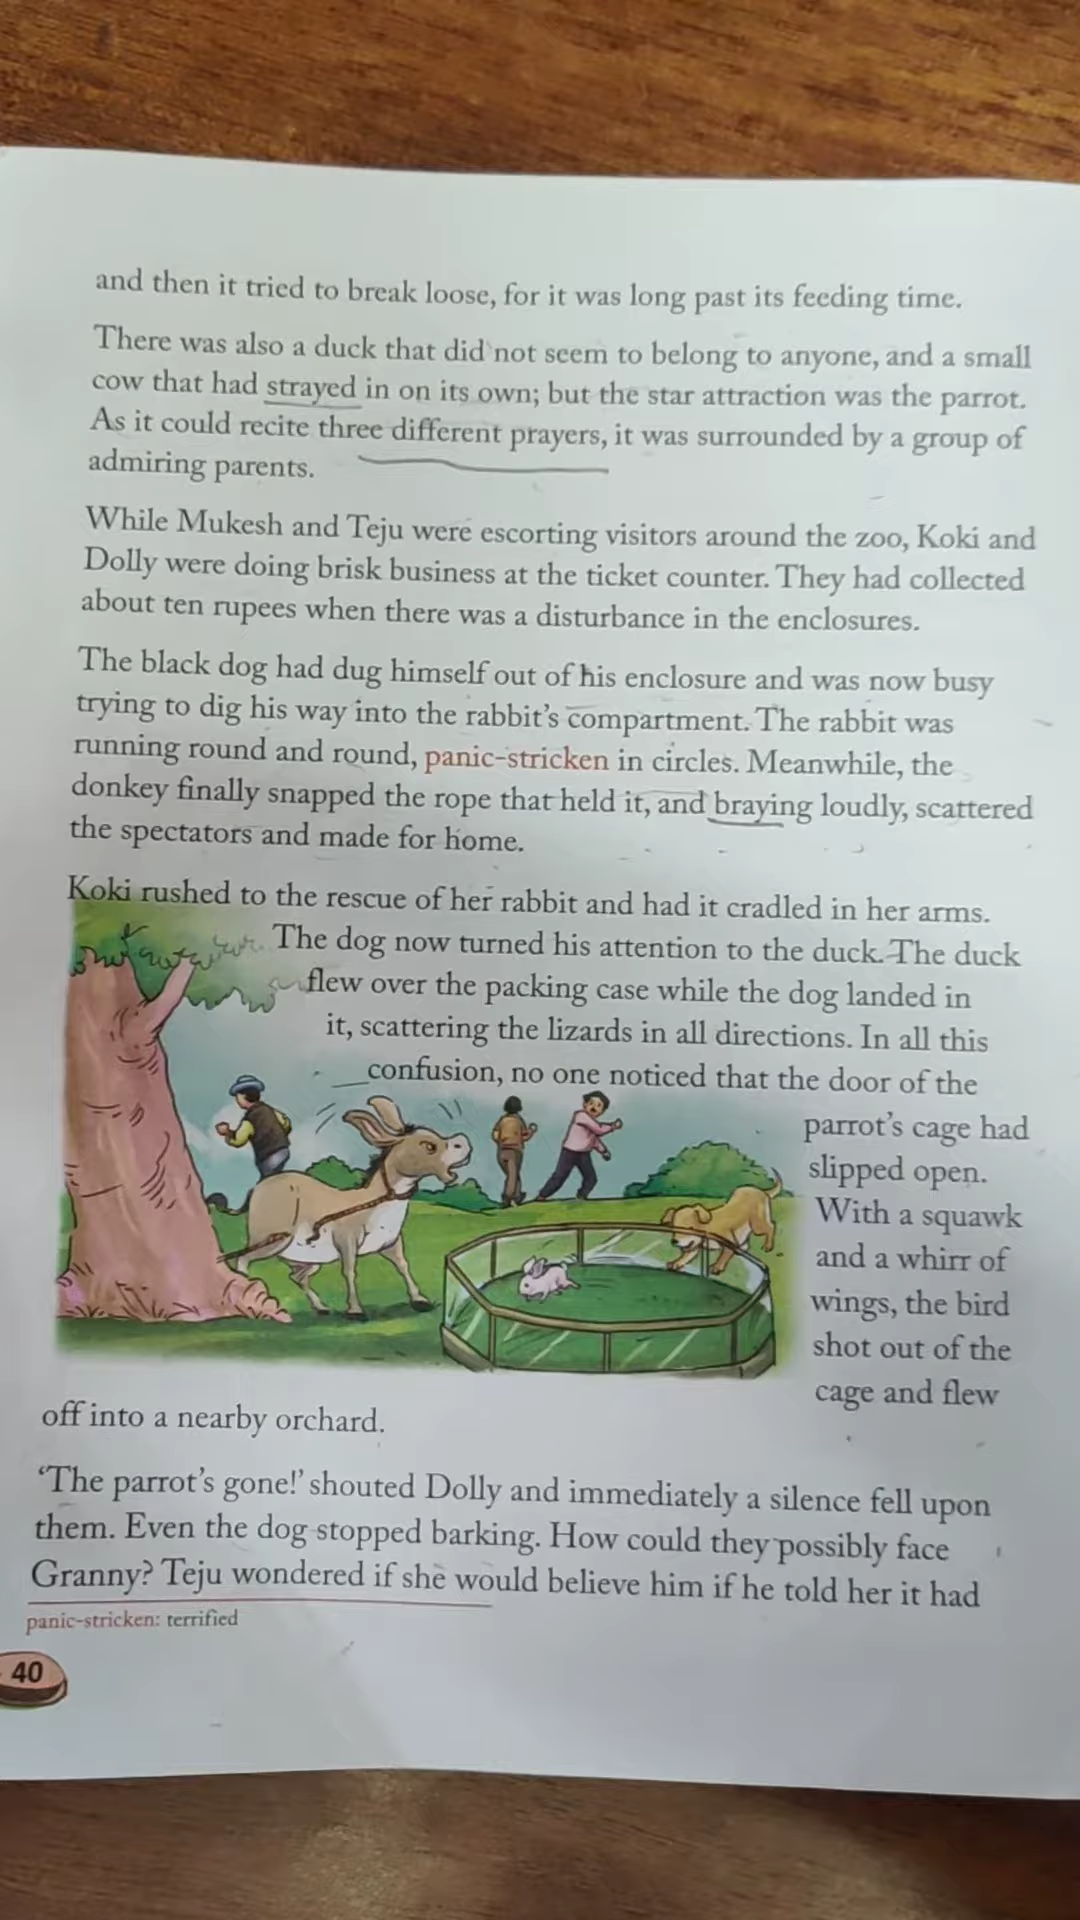 and then it tried to break loose, for it was long past its feeding time.
There was also a duck that did not seem to belong to anyone, and a small
cow that had strayed in on its own; but the star attraction was the parrot.
As it could recite three different prayers, it was surrounded by a group of
admiring parents.
While Mukesh and Teju were escorting visitors around the zoo, Koki and
Dolly were doing brisk business at the ticket counter. They had collected
about ten rupees when there was a disturbance in the enclosures.
The black dog had dug himself out of his enclosure and was now busy
trying to dig his way into the rabbit's compartment. The rabbit was
running round and round, panic-stricken in circles. Meanwhile, the
donkey finally snapped the rope that held it, and braying loudly, scattered
the spectators and made for home.
Koki rushed to the rescue of her rabbit and had it cradled in her arms.
The dog now turned his attention to the duck. The duck
flew over the packing case while the dog landed in
it, scattering the lizards in all directions. In all this
confusion, no one noticed that the door of the
parrot's cage had
slipped open.
With a squawk
and a whirr of
wings, the bird
shot out of the
cage and flew
off into a nearby orchard.
'The parrot's gone!' shouted Dolly and immediately a silence fell upon
them. Even the dog stopped barking. How could they possibly face
Granny? Teju wondered if she would believe him if he told her it had
panic-stricken: terrified
40